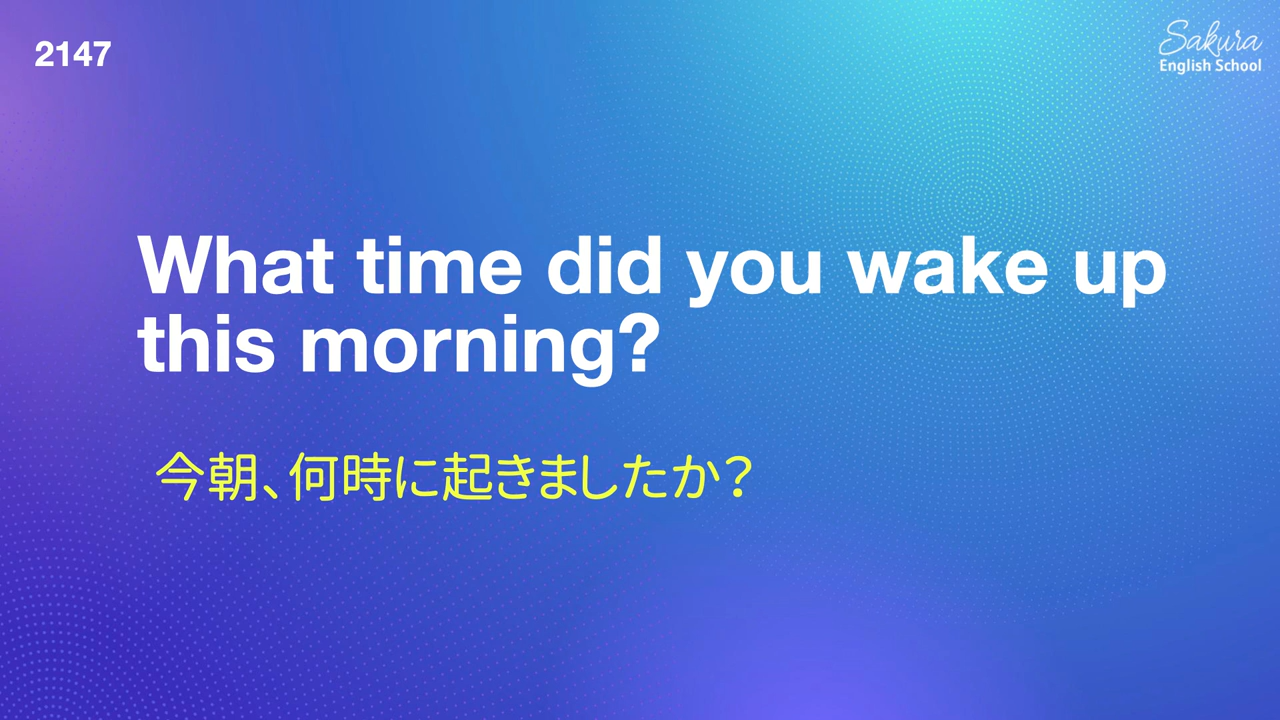 2147
Sakura
English School
What time did you wake up
this morning?
今朝、何時に起きましたか?